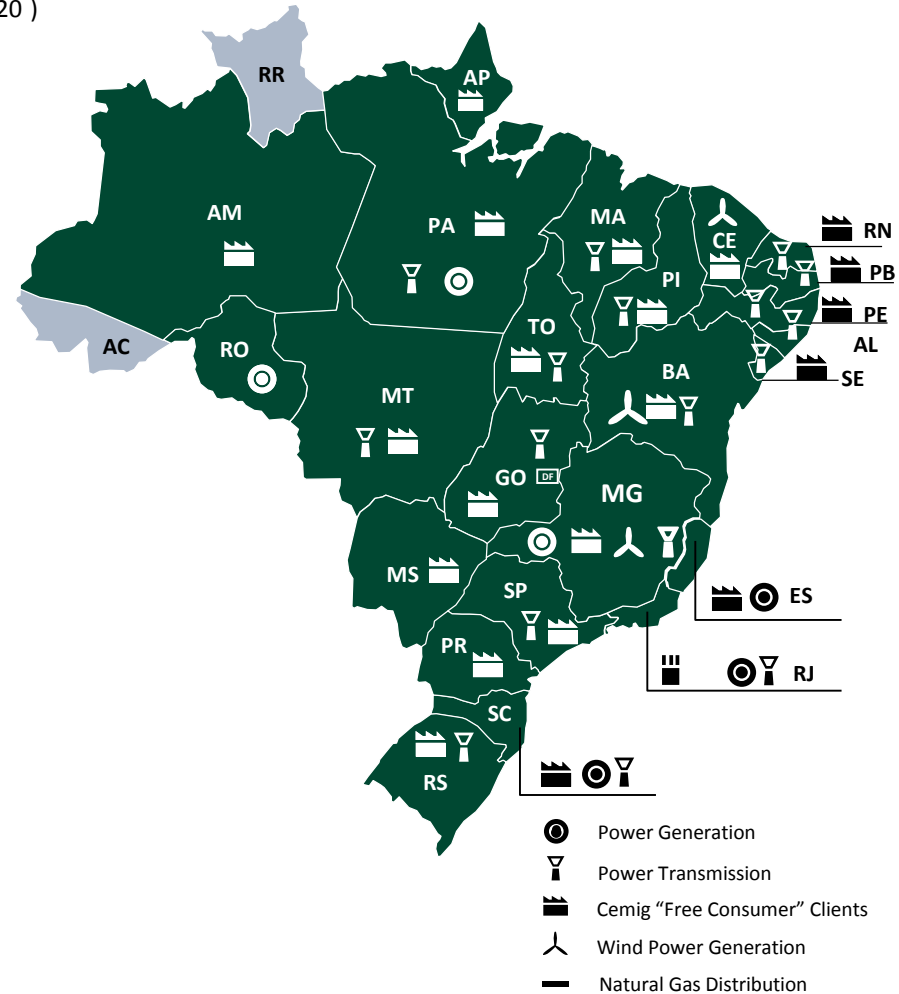 20 )
RR
AP
AM
PA
MA
CE
RN
PI
PB
PE
TO
AL
AC
RO
BA
SE
MT
GO
DF
MG
MS
SP
ES
PR
RJ
SC
RS
Power Generation
Power Transmission
Cemig “Free Consumer” Clients
Wind Power Generation
Natural Gas Distribution